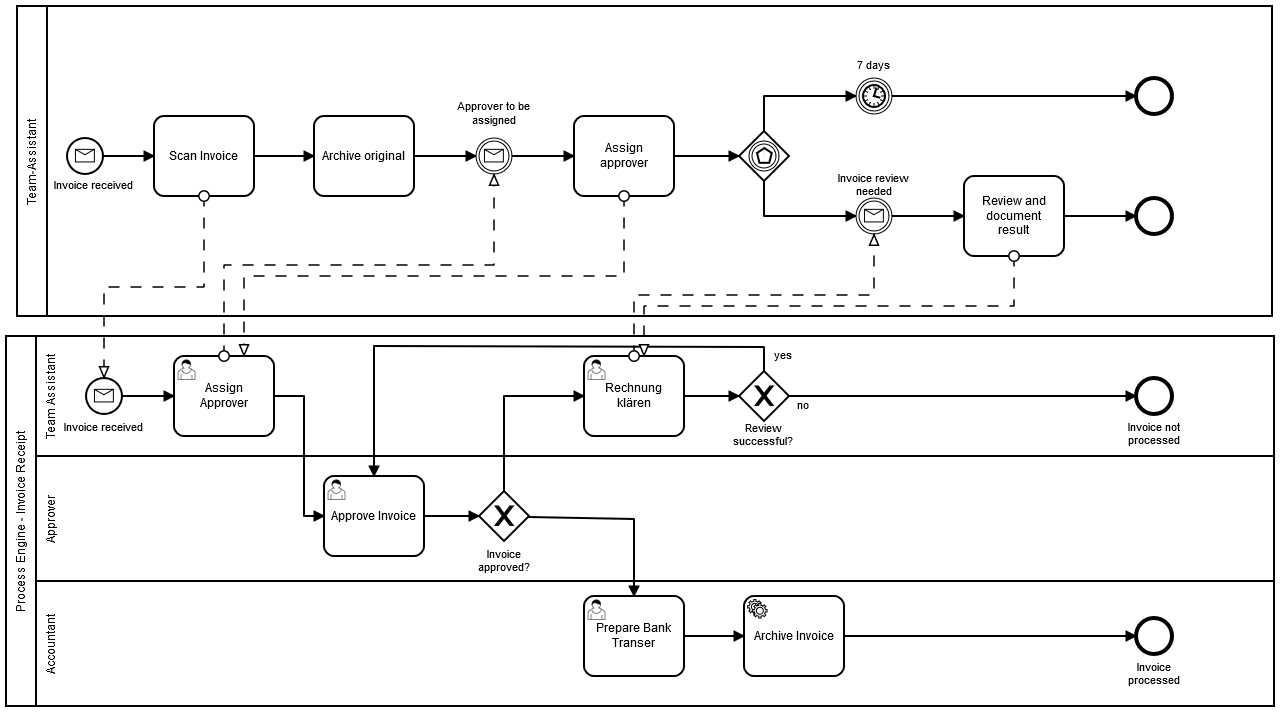 Team-Assistant
Invoice received
Scan Invoice
Archive original
Approver to be
assigned
Assign
approver
7 days
Invoice review
needed
Review and
document
result
Process Engine - Invoice Receipt
Team Assistant
Invoice received
Assign
Approver
Rechnung
klären
yes
no
Review
successful?
Invoice not
processed
Approver
Approve Invoice
Invoice
approved?
Accountant
Prepare Bank
Transer
Archive Invoice
Invoice
processed